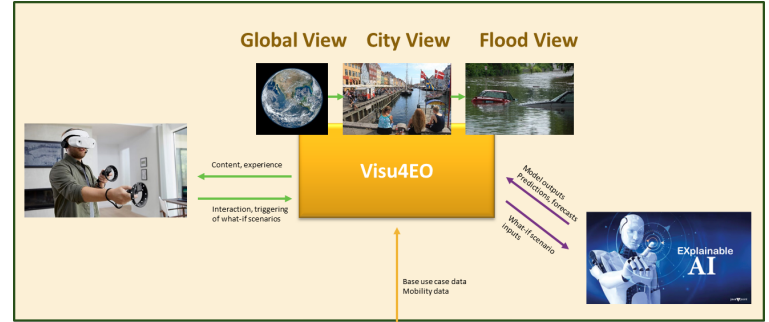 Global View City View Flood View
Visu4EO
Content, experience
Interaction, triggering
of what-if scenarios
Model outputs
Predictions, forecasts
What-if scenario
inputs
EXplainable
AI
Base use case data
Mobility data